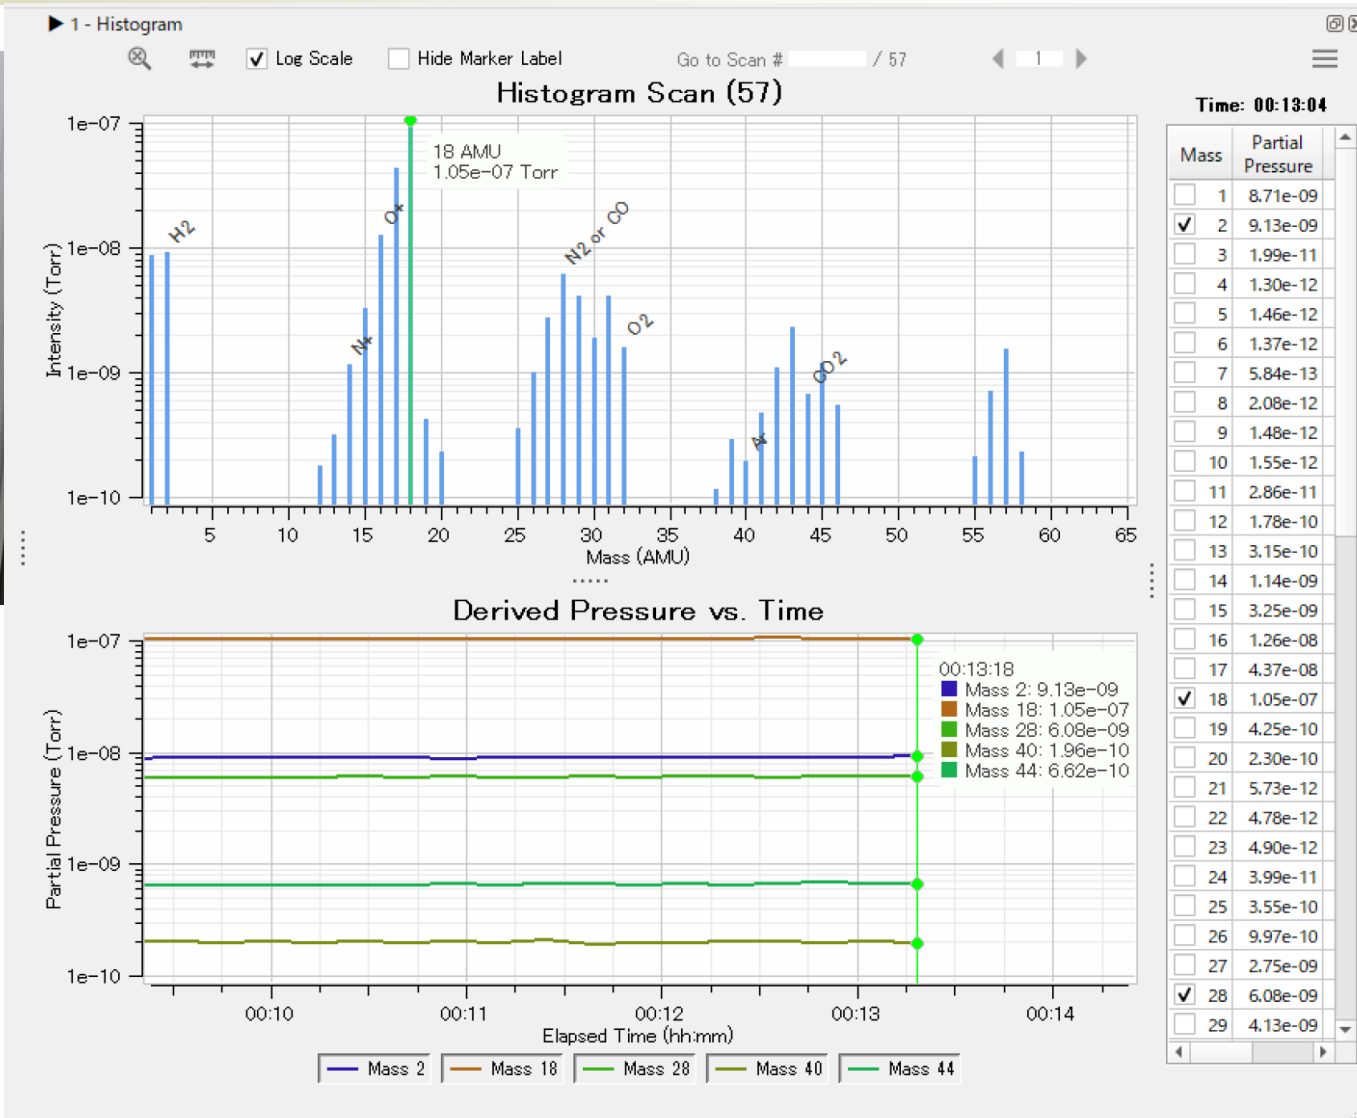 1 - Histogram
Log Scale
Hide Marker Label
Go to Scan # / 57
1
Histogram Scan (57)
Time: 00:13:04
1e-07
1e-08
1e-09
1e-10
Intensity (Torr)
18 AMU
1.05e-07 Torr
H2
N+
O+
N2 or CO
O2
Ar
CO2
5 10 15 20 25 30 35 40 45 50 55 60 65
Mass (AMU)
Derived Pressure vs. Time
1e-07
1e-08
1e-09
1e-10
Partial Pressure (Torr)
00:13:18
Mass 2: 9.13e-09
Mass 18: 1.05e-07
Mass 28: 6.08e-09
Mass 40: 1.96e-10
Mass 44: 6.62e-10
00:10 00:11 00:12 00:13 00:14
Elapsed Time (hh:mm)
Mass 2 Mass 18 Mass 28 Mass 40 Mass 44
Mass Partial Pressure
1 8.71e-09
2 9.13e-09
3 1.99e-11
4 1.30e-12
5 1.46e-12
6 1.37e-12
7 5.84e-13
8 2.08e-12
9 1.48e-12
10 1.55e-12
11 2.86e-11
12 1.78e-10
13 3.15e-10
14 1.14e-09
15 3.25e-09
16 1.26e-08
17 4.37e-08
18 1.05e-07
19 4.25e-10
20 2.30e-10
21 5.73e-12
22 4.78e-12
23 4.90e-12
24 3.99e-11
25 3.55e-10
26 9.97e-10
27 2.75e-09
28 6.08e-09
29 4.13e-09